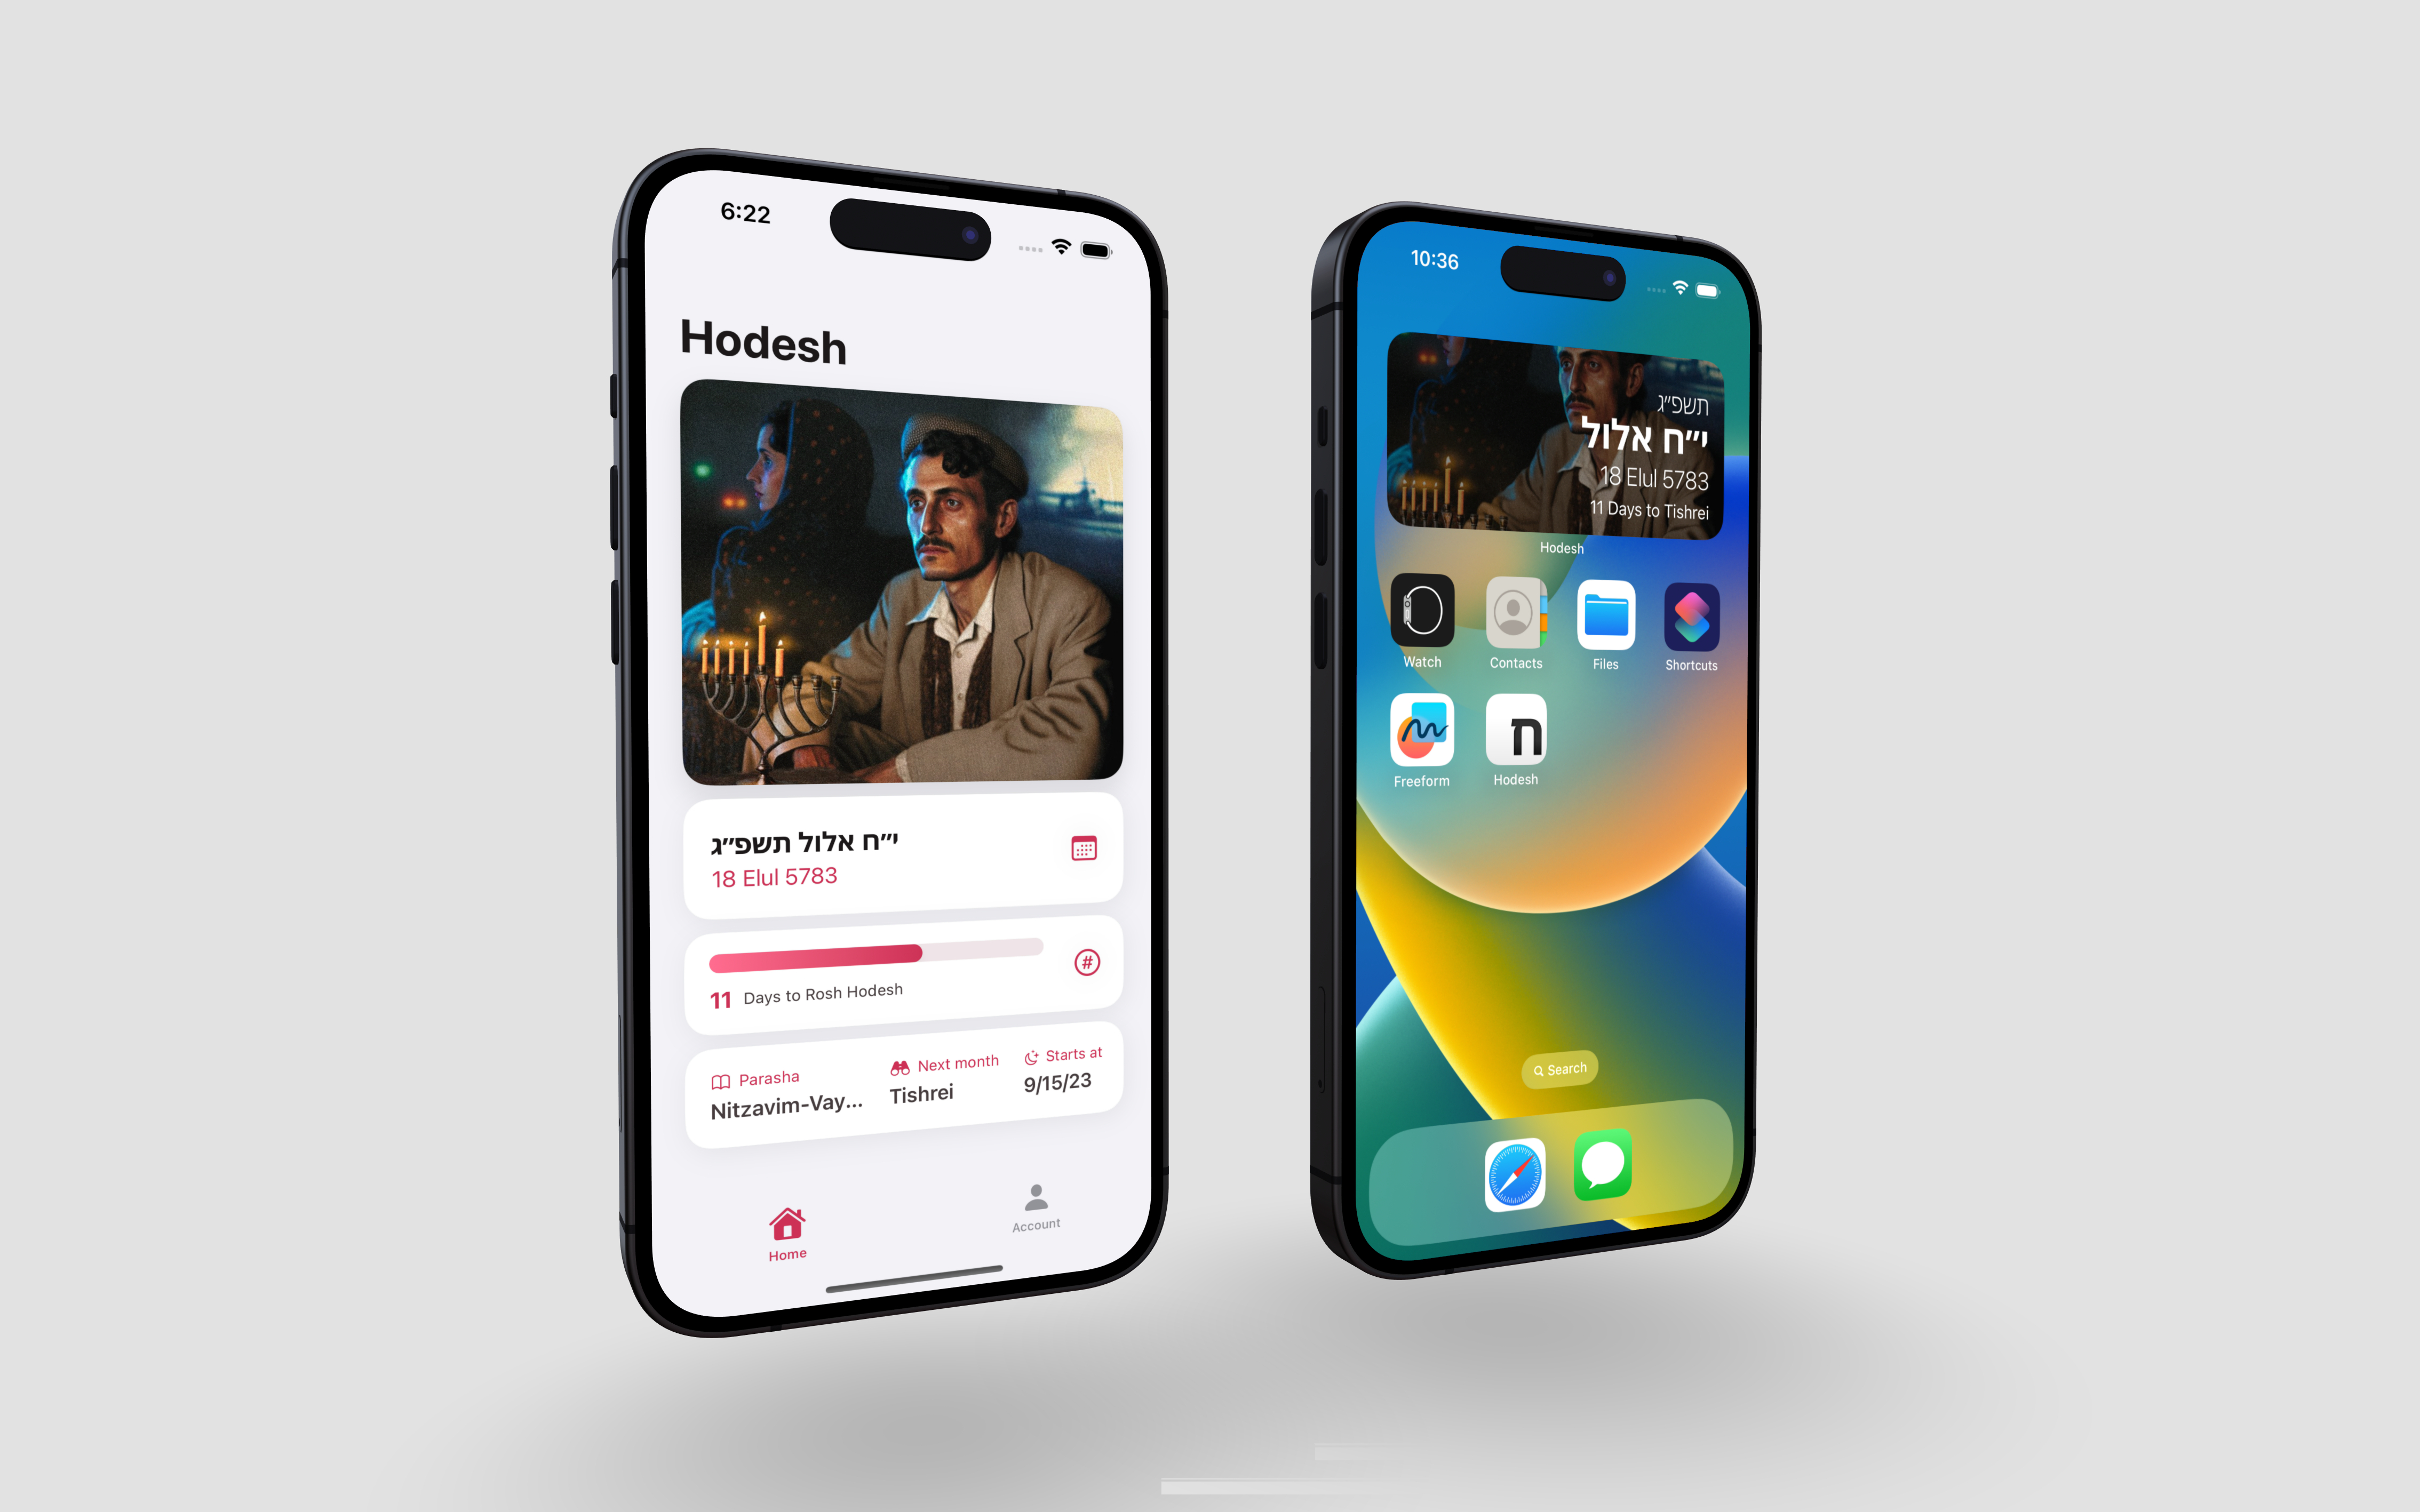 6:22
Hodesh
י״ח אלול תשפ״ג
18 Elul 5783
11 Days to Rosh Hodesh
Parasha
Nitzavim-Vay...
Next month
Tishrei
Starts at
9/15/23
Home
Account
10:36
תשפ״ג
י״ח אלול
18 Elul 5783
11 Days to Tishrei
Hodesh
Watch
Contacts
Files
Shortcuts
ח
Freeform
Hodesh
Search